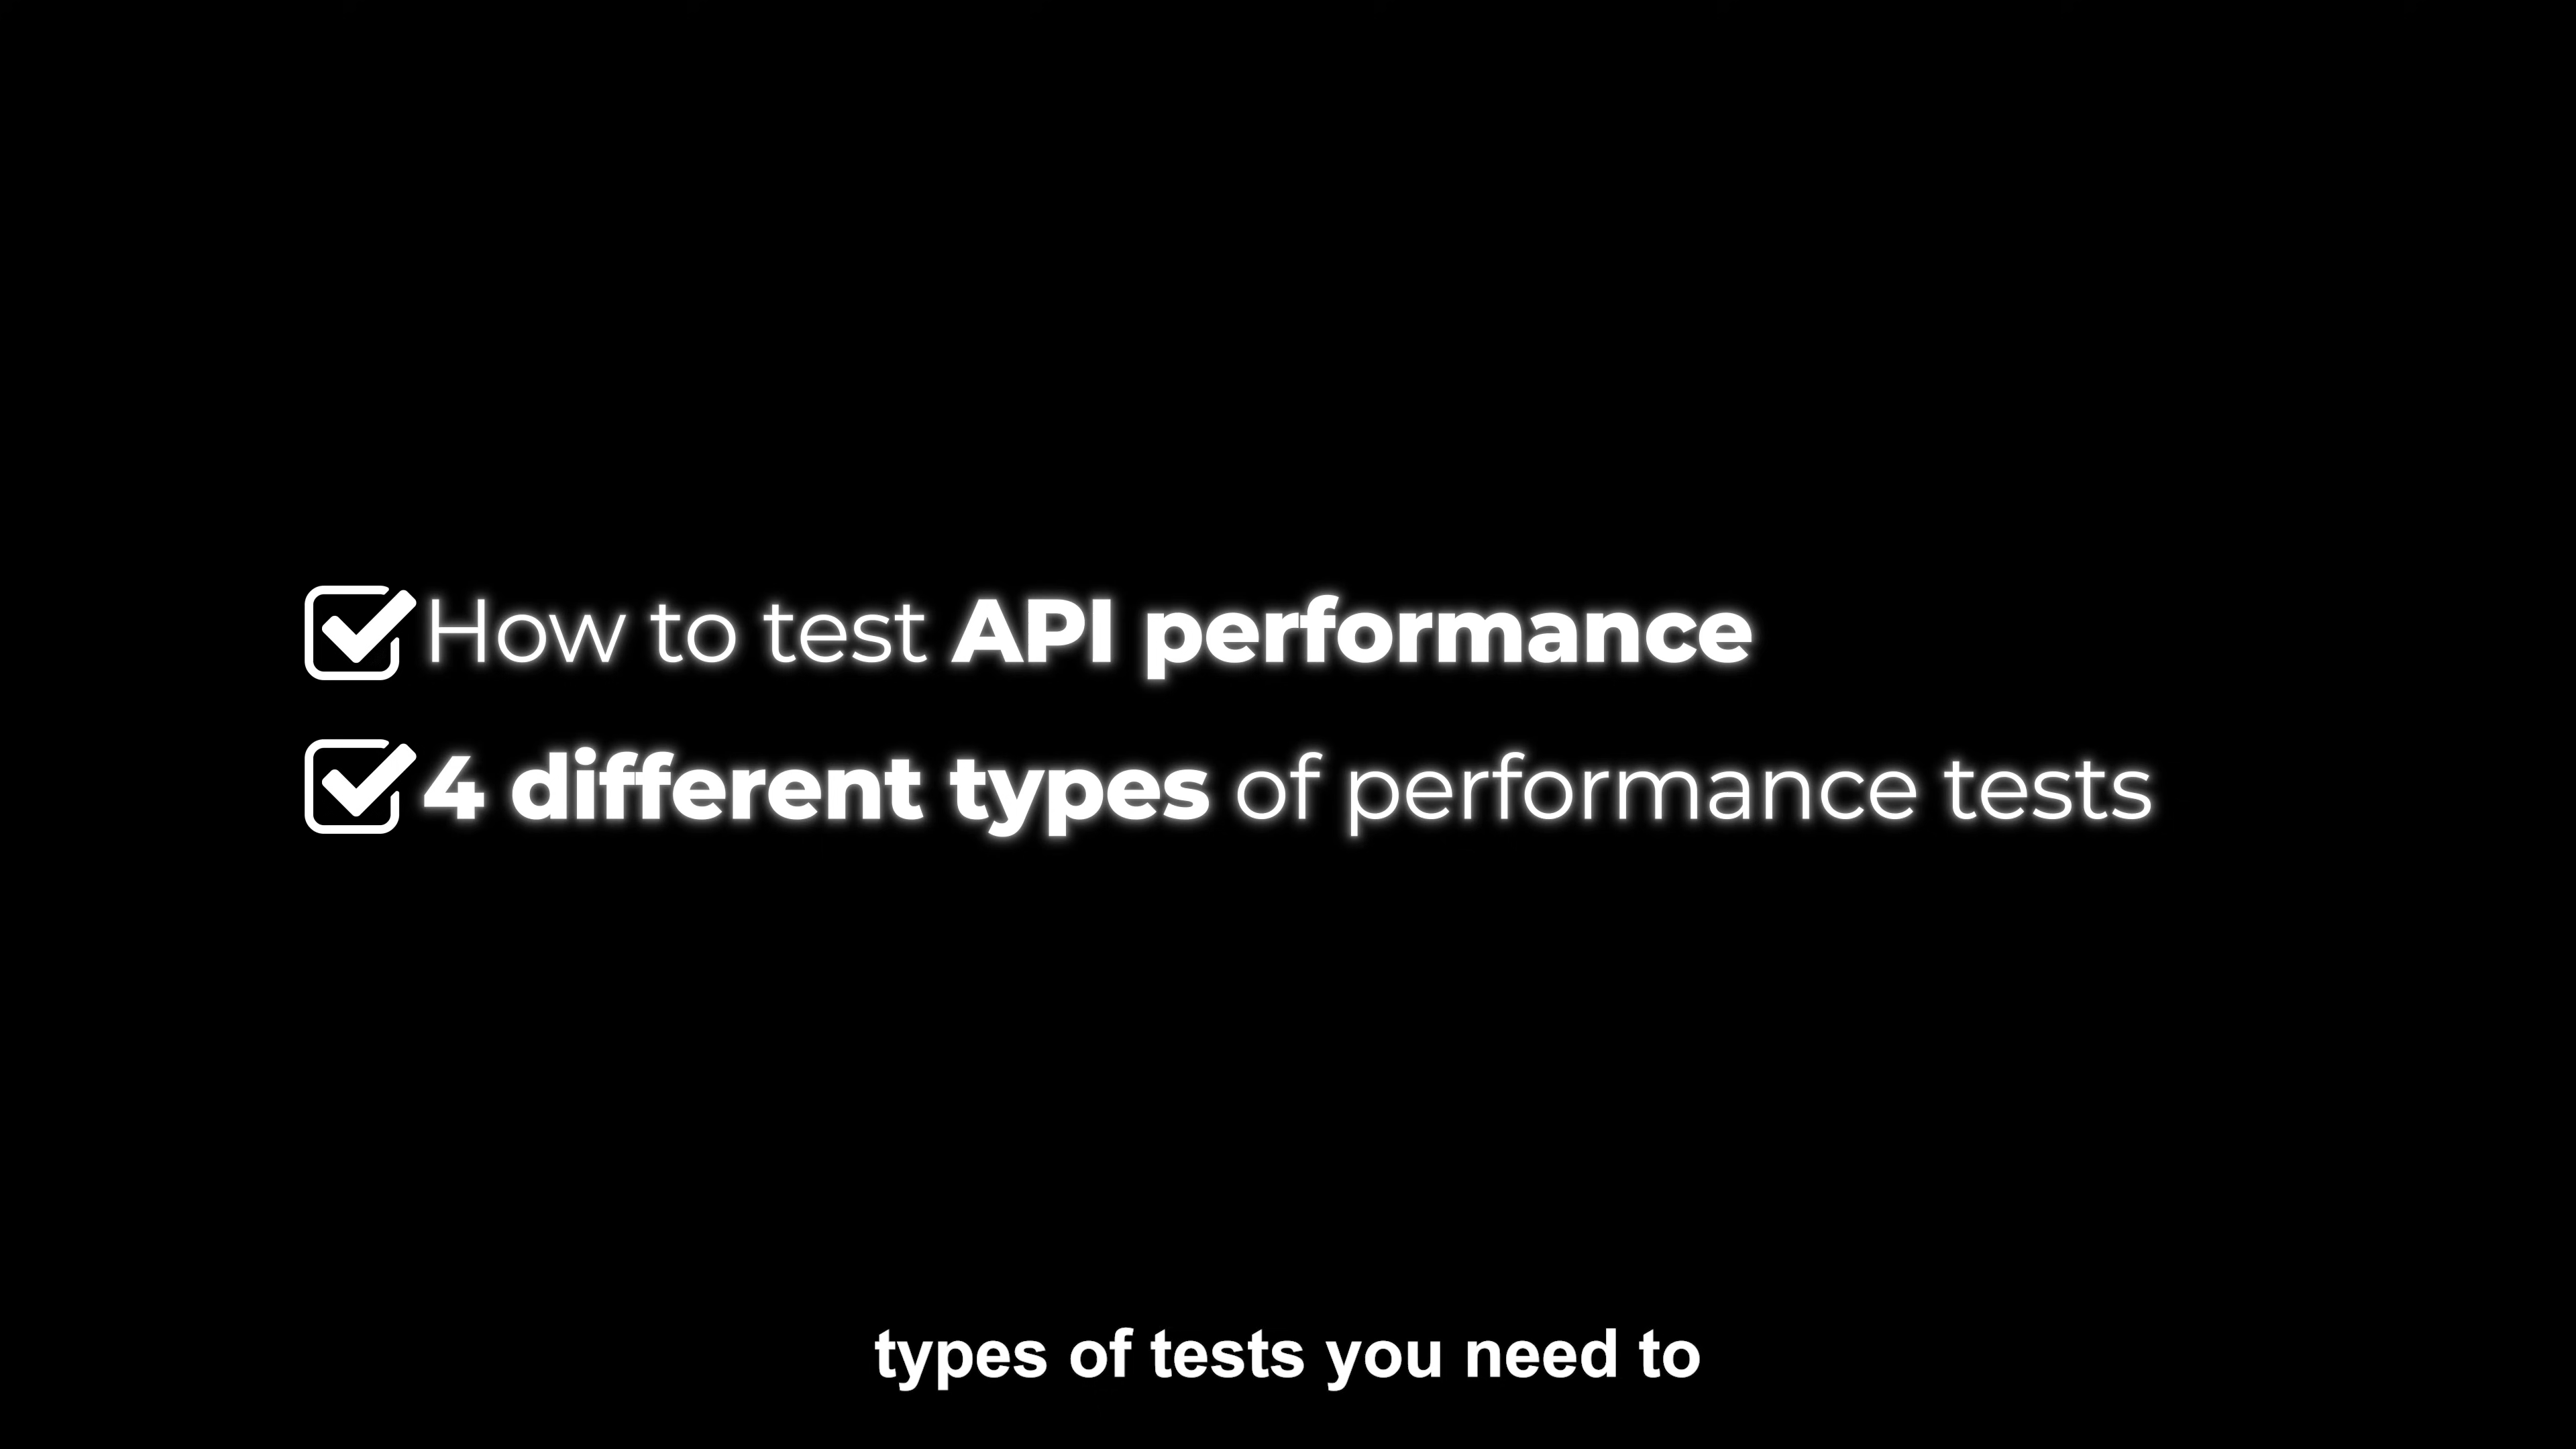 How to test API performance
4 different types of performance tests
types of tests you need to